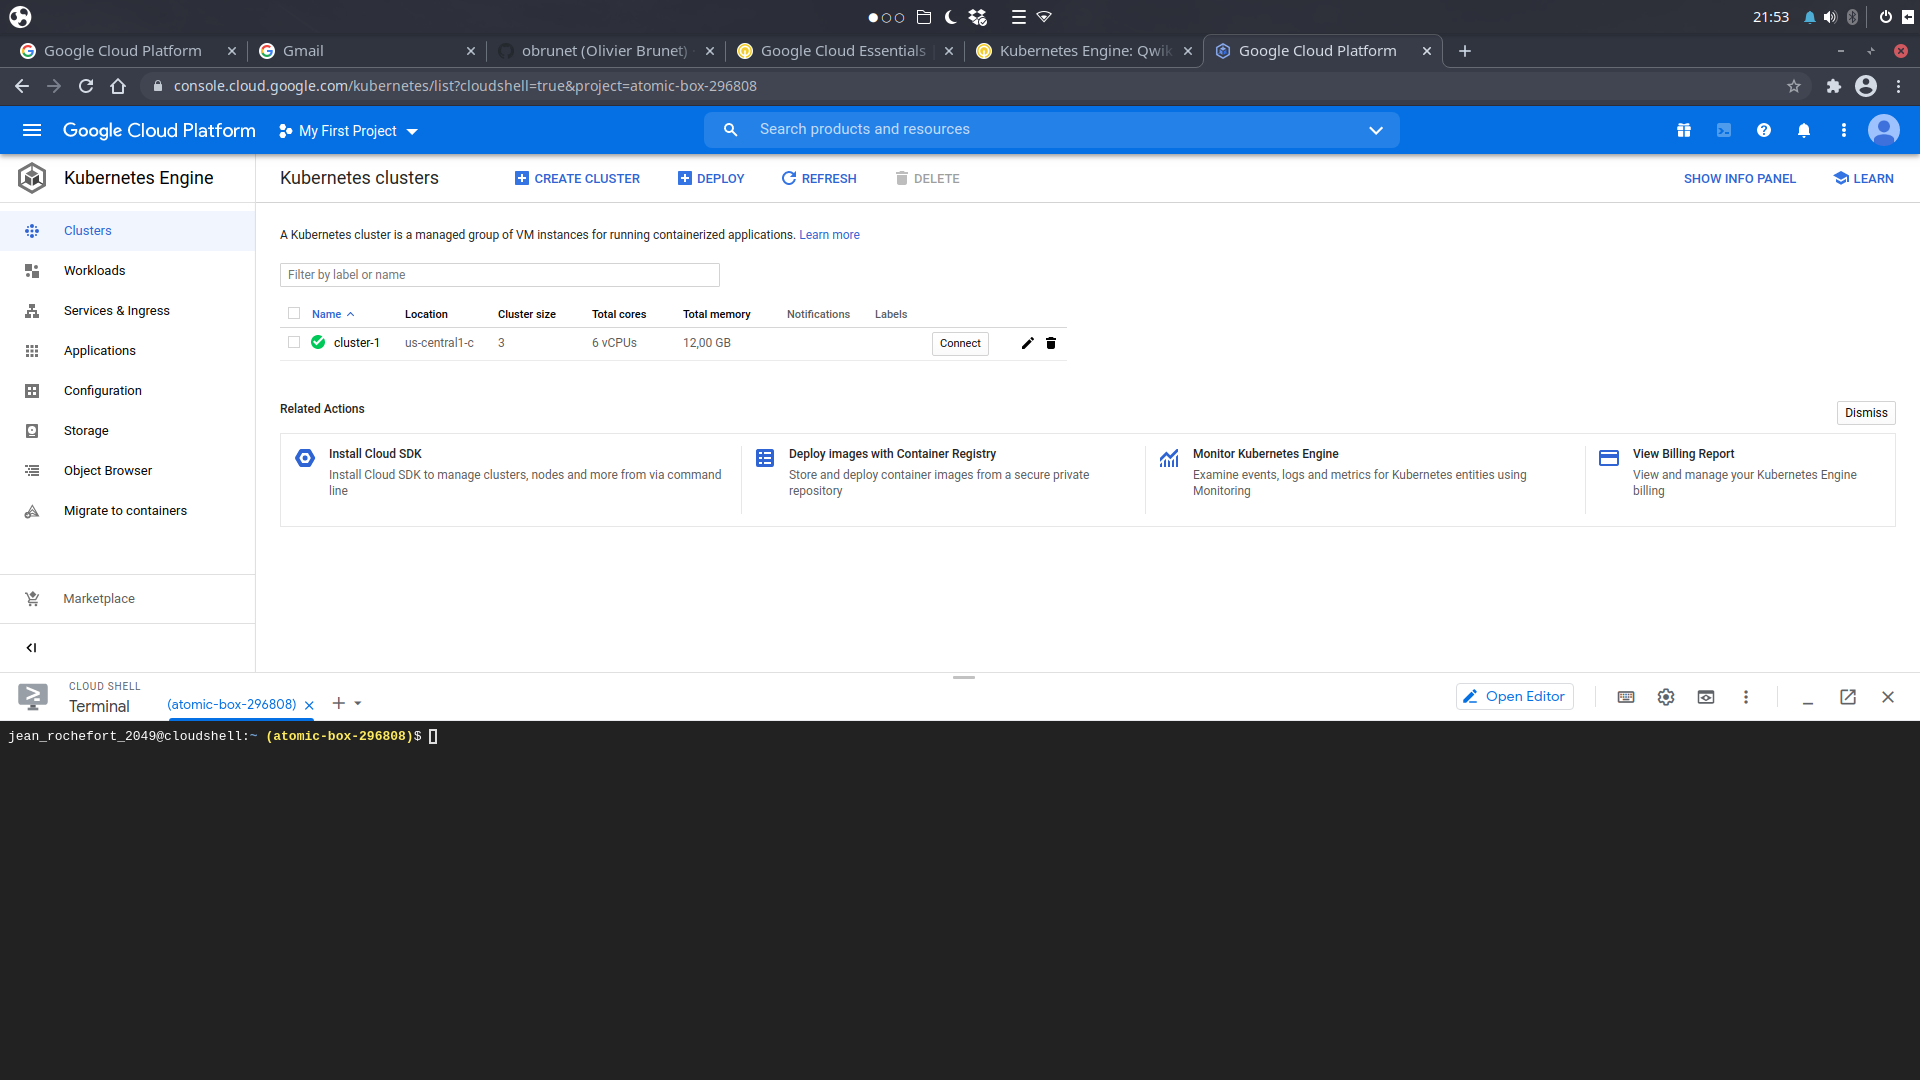 21:53
Google Cloud Platform
Gmail
obrunet (Olivier Brunet)
Google Cloud Essentials
Kubernetes Engine: Qwik
Google Cloud Platform
console.cloud.google.com/kubernetes/list?cloudshell=true&project=atomic-box-296808
Google Cloud Platform
My First Project
Search products and resources
Kubernetes Engine
Kubernetes clusters
CREATE CLUSTER
DEPLOY
REFRESH
DELETE
SHOW INFO PANEL
LEARN
Clusters
Workloads
Services & Ingress
Applications
Configuration
Storage
Object Browser
Migrate to containers
Marketplace
A Kubernetes cluster is a managed group of VM instances for running containerized applications. Learn more
Filter by label or name
Name Location Cluster size Total cores Total memory Notifications Labels
cluster-1 us-central1-c 3 6 vCPUs 12,00 GB Connect
Related Actions
Dismiss
Install Cloud SDK
Install Cloud SDK to manage clusters, nodes and more from via command
line
Deploy images with Container Registry
Store and deploy container images from a secure private
repository
Monitor Kubernetes Engine
Examine events, logs and metrics for Kubernetes entities using
Monitoring
View Billing Report
View and manage your Kubernetes Engine
billing
CLOUD SHELL
Terminal
(atomic-box-296808)
Open Editor
jean_rochefort_2049@cloudshell:~ (atomic-box-296808)$